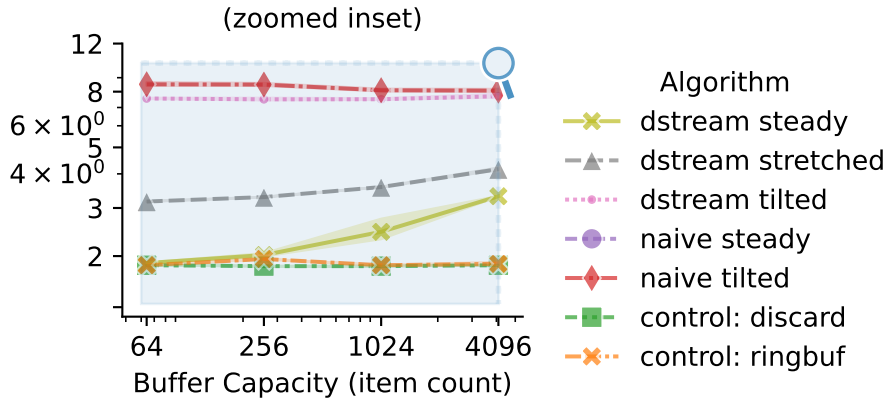 (zoomed inset)
12
8
6 × 10⁰
5
4 × 10⁰
3
2
64 256 1024 4096
Buffer Capacity (item count)
Algorithm
dstream steady
dstream stretched
dstream tilted
naive steady
naive tilted
control: discard
control: ringbuf